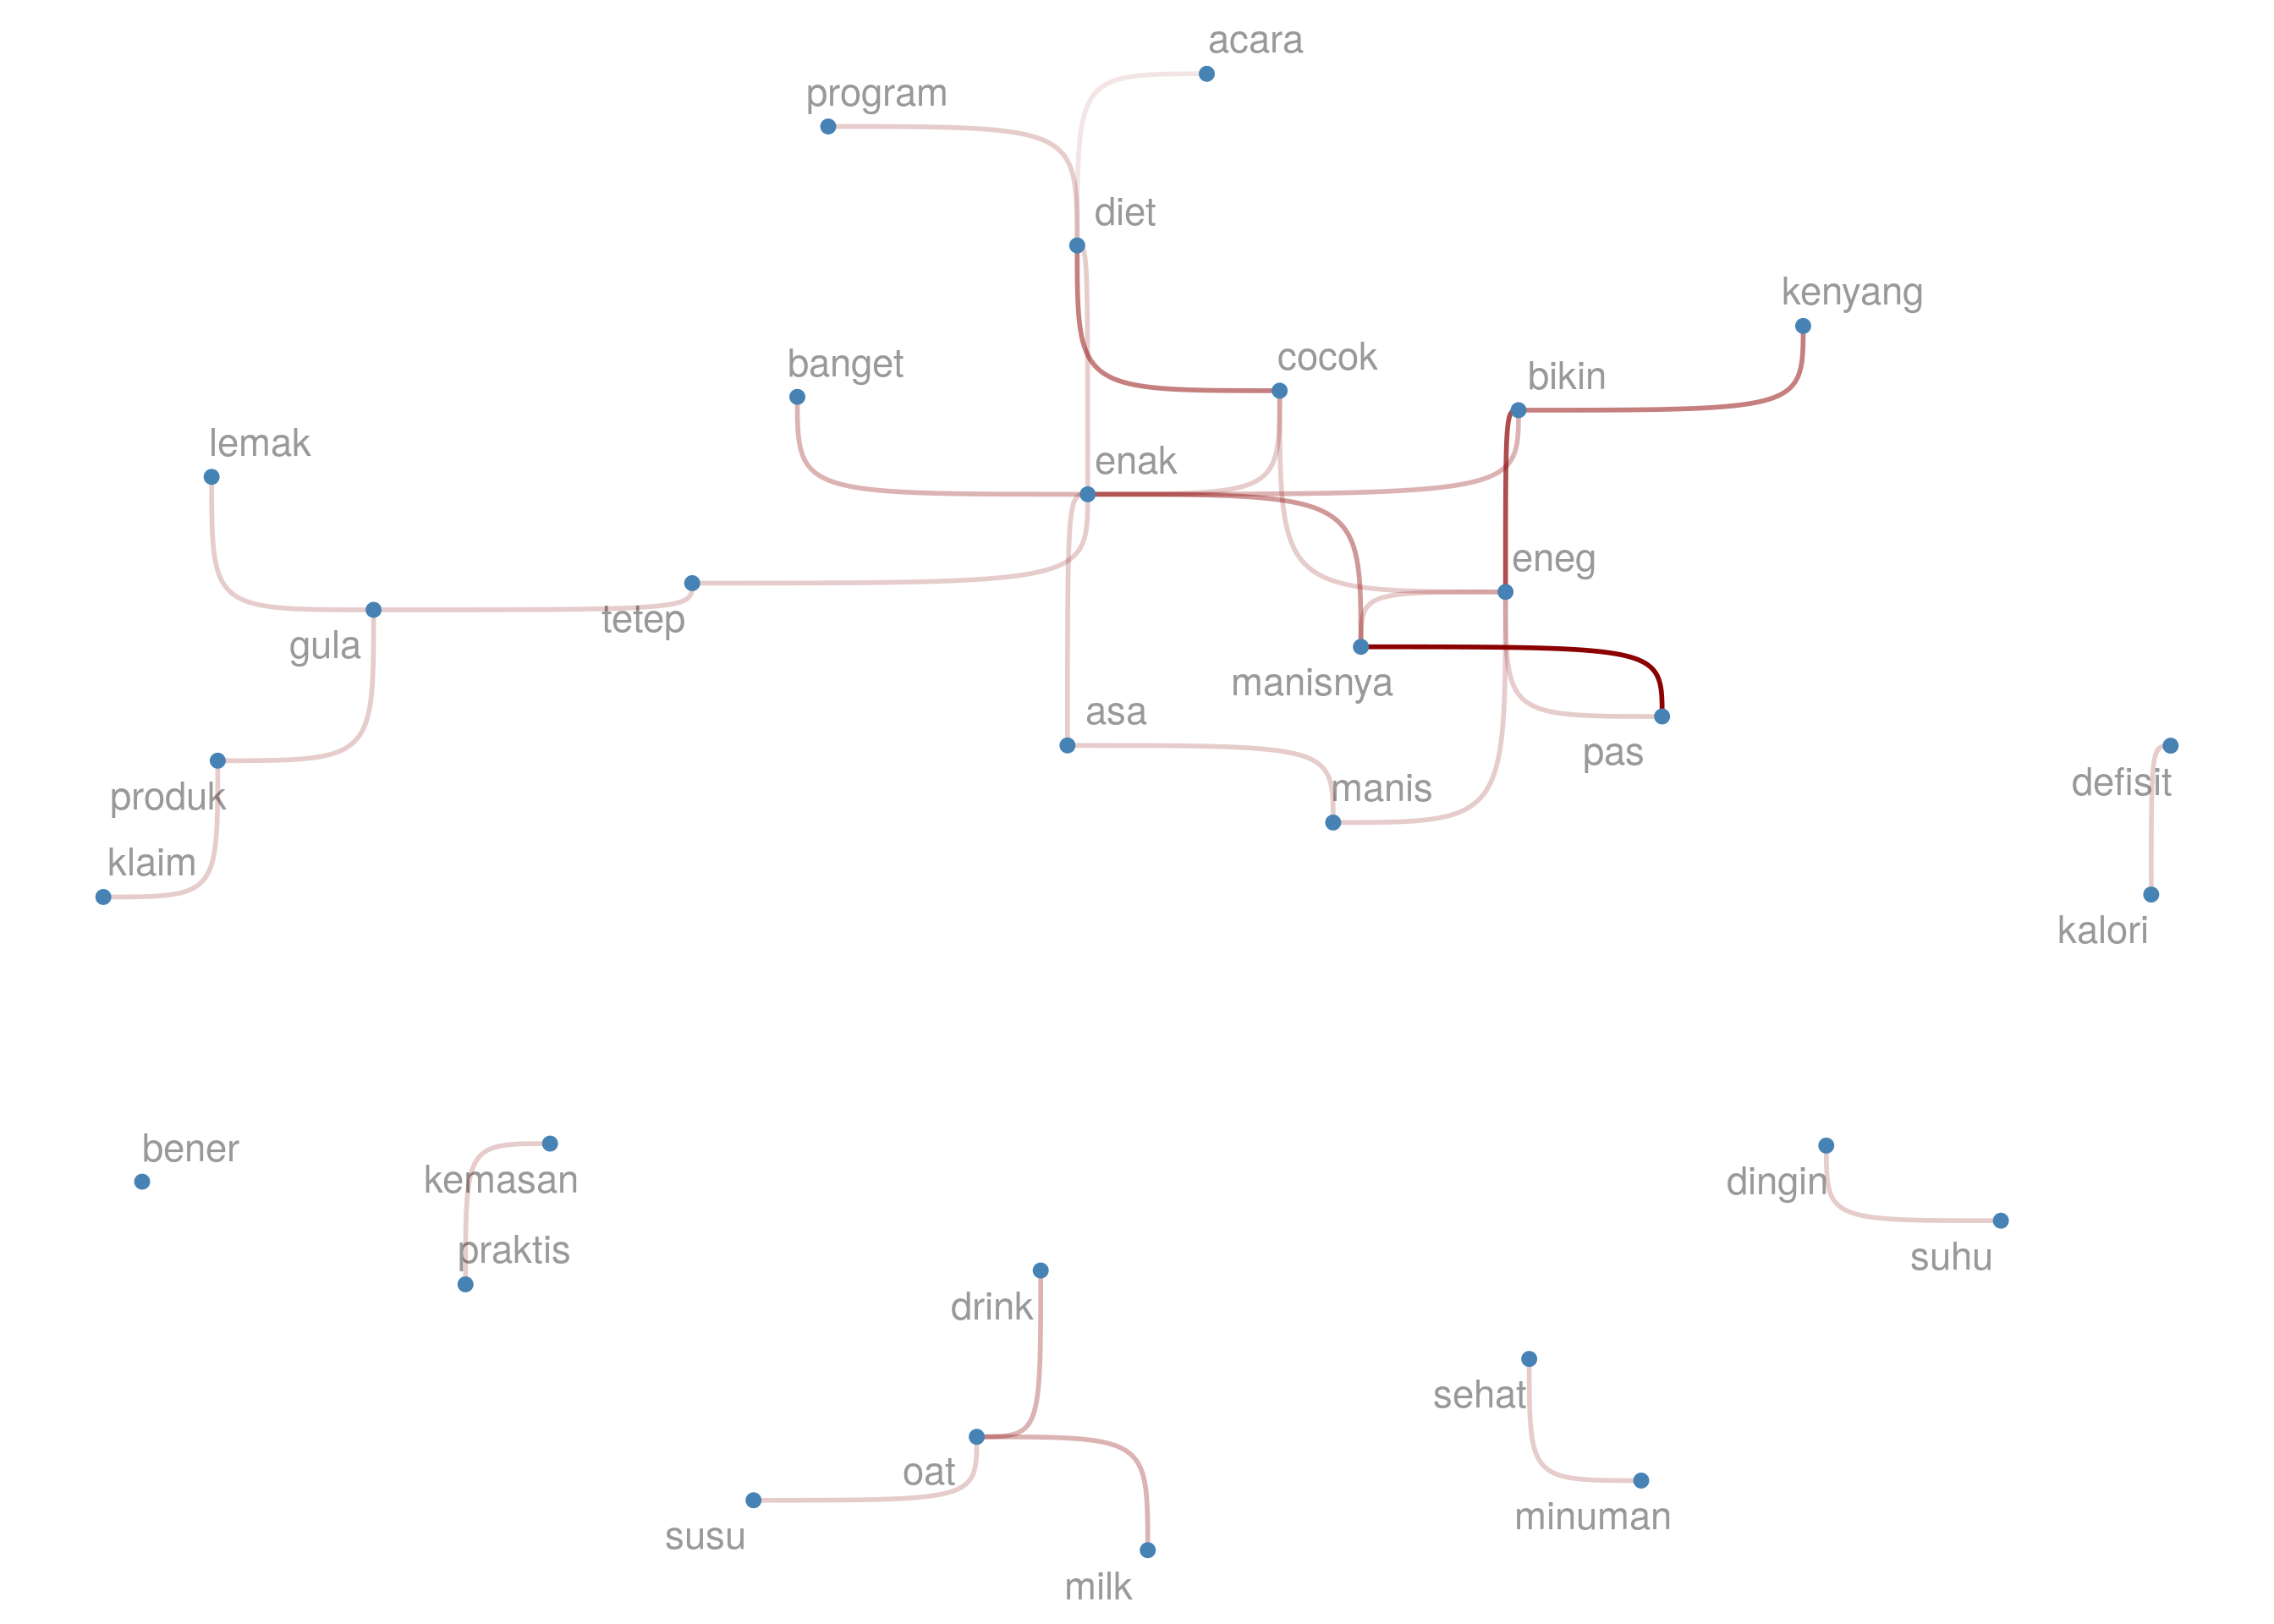 acara
program
diet
kenyang
banget
cocok
bikin
lemak
enak
eneg
tetep
gula
manisnya
asa
pas
manis
defisit
produk
klaim
kalori
bener
kemasan
dingin
praktis
suhu
drink
sehat
oat
minuman
susu
milk